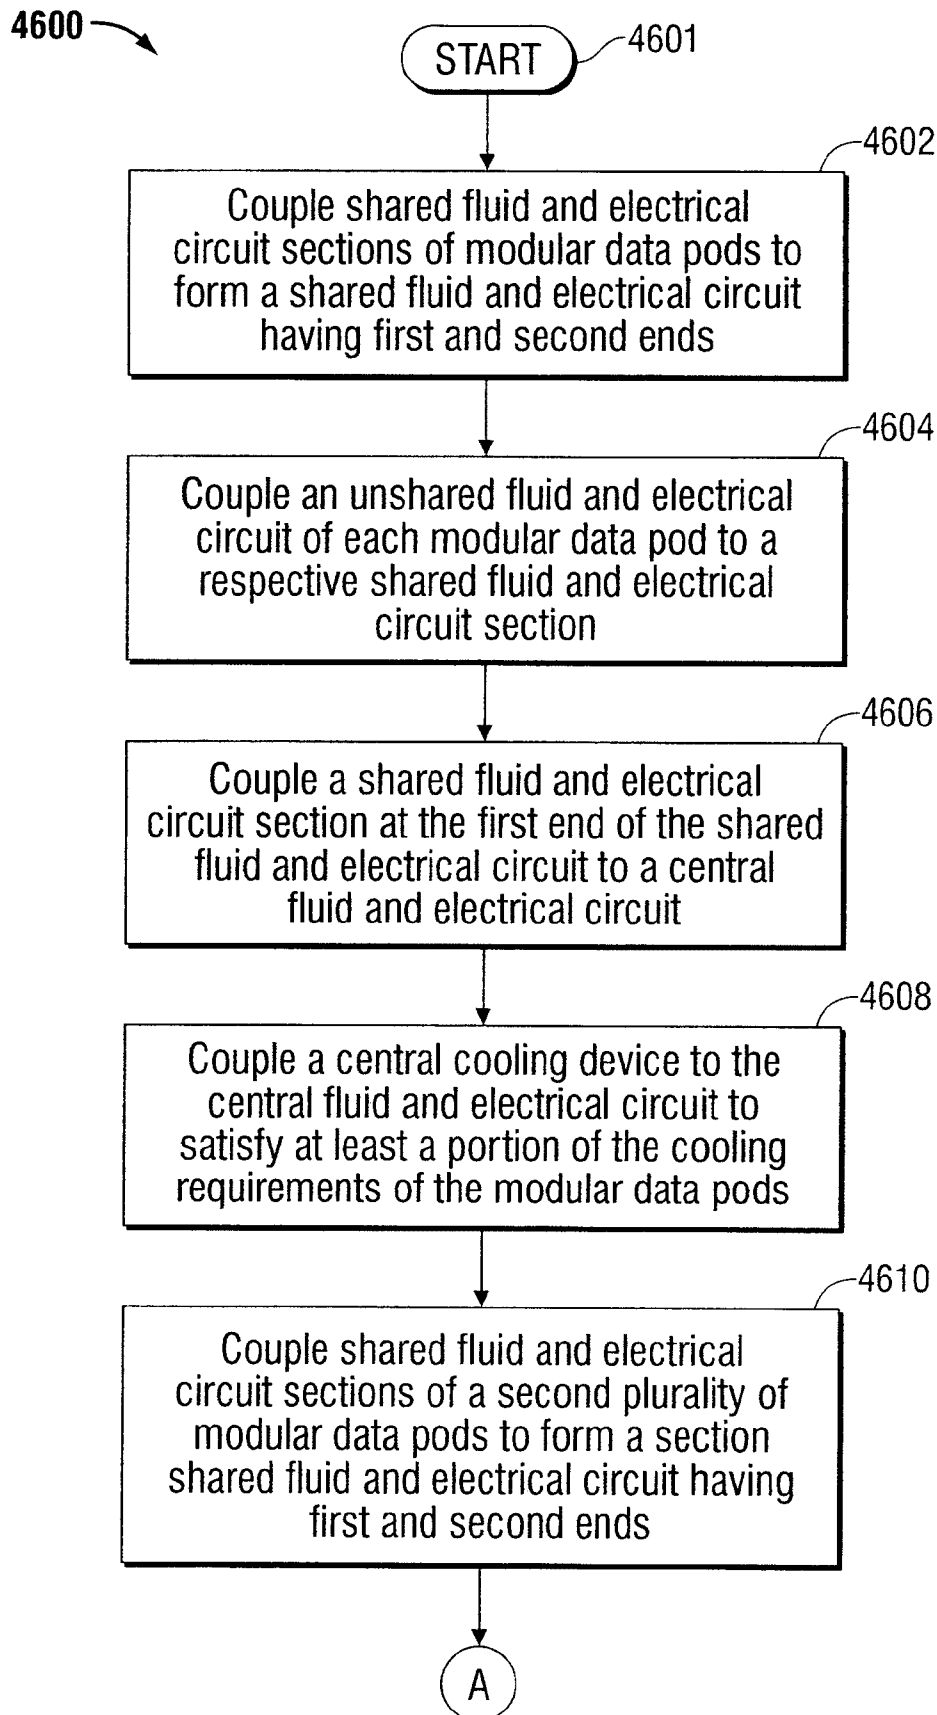 4600
START
4601
4602
Couple shared fluid and electrical
circuit sections of modular data pods to
form a shared fluid and electrical circuit
having first and second ends
4604
Couple an unshared fluid and electrical
circuit of each modular data pod to a
respective shared fluid and electrical
circuit section
4606
Couple a shared fluid and electrical
circuit section at the first end of the shared
fluid and electrical circuit to a central
fluid and electrical circuit
4608
Couple a central cooling device to the
central fluid and electrical circuit to
satisfy at least a portion of the cooling
requirements of the modular data pods
4610
Couple shared fluid and electrical
circuit sections of a second plurality of
modular data pods to form a section
shared fluid and electrical circuit having
first and second ends
A